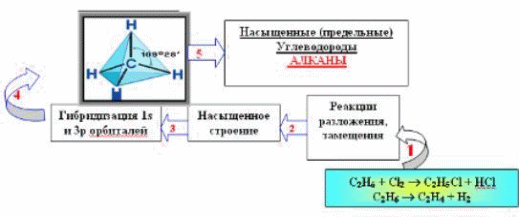 H
109°28'
H
C
H
H
5
Насыщенные (предельные)
Углеводороды
АЛКАНЫ
4
Гибридизация 1s
и 3p орбиталей
3
Насыщенное
строение
2
Реакции
разложения,
замещения
1
C₂H₆ + Cl₂ → C₂H₅Cl + HCl
C₂H₆ → C₂H₄ + H₂